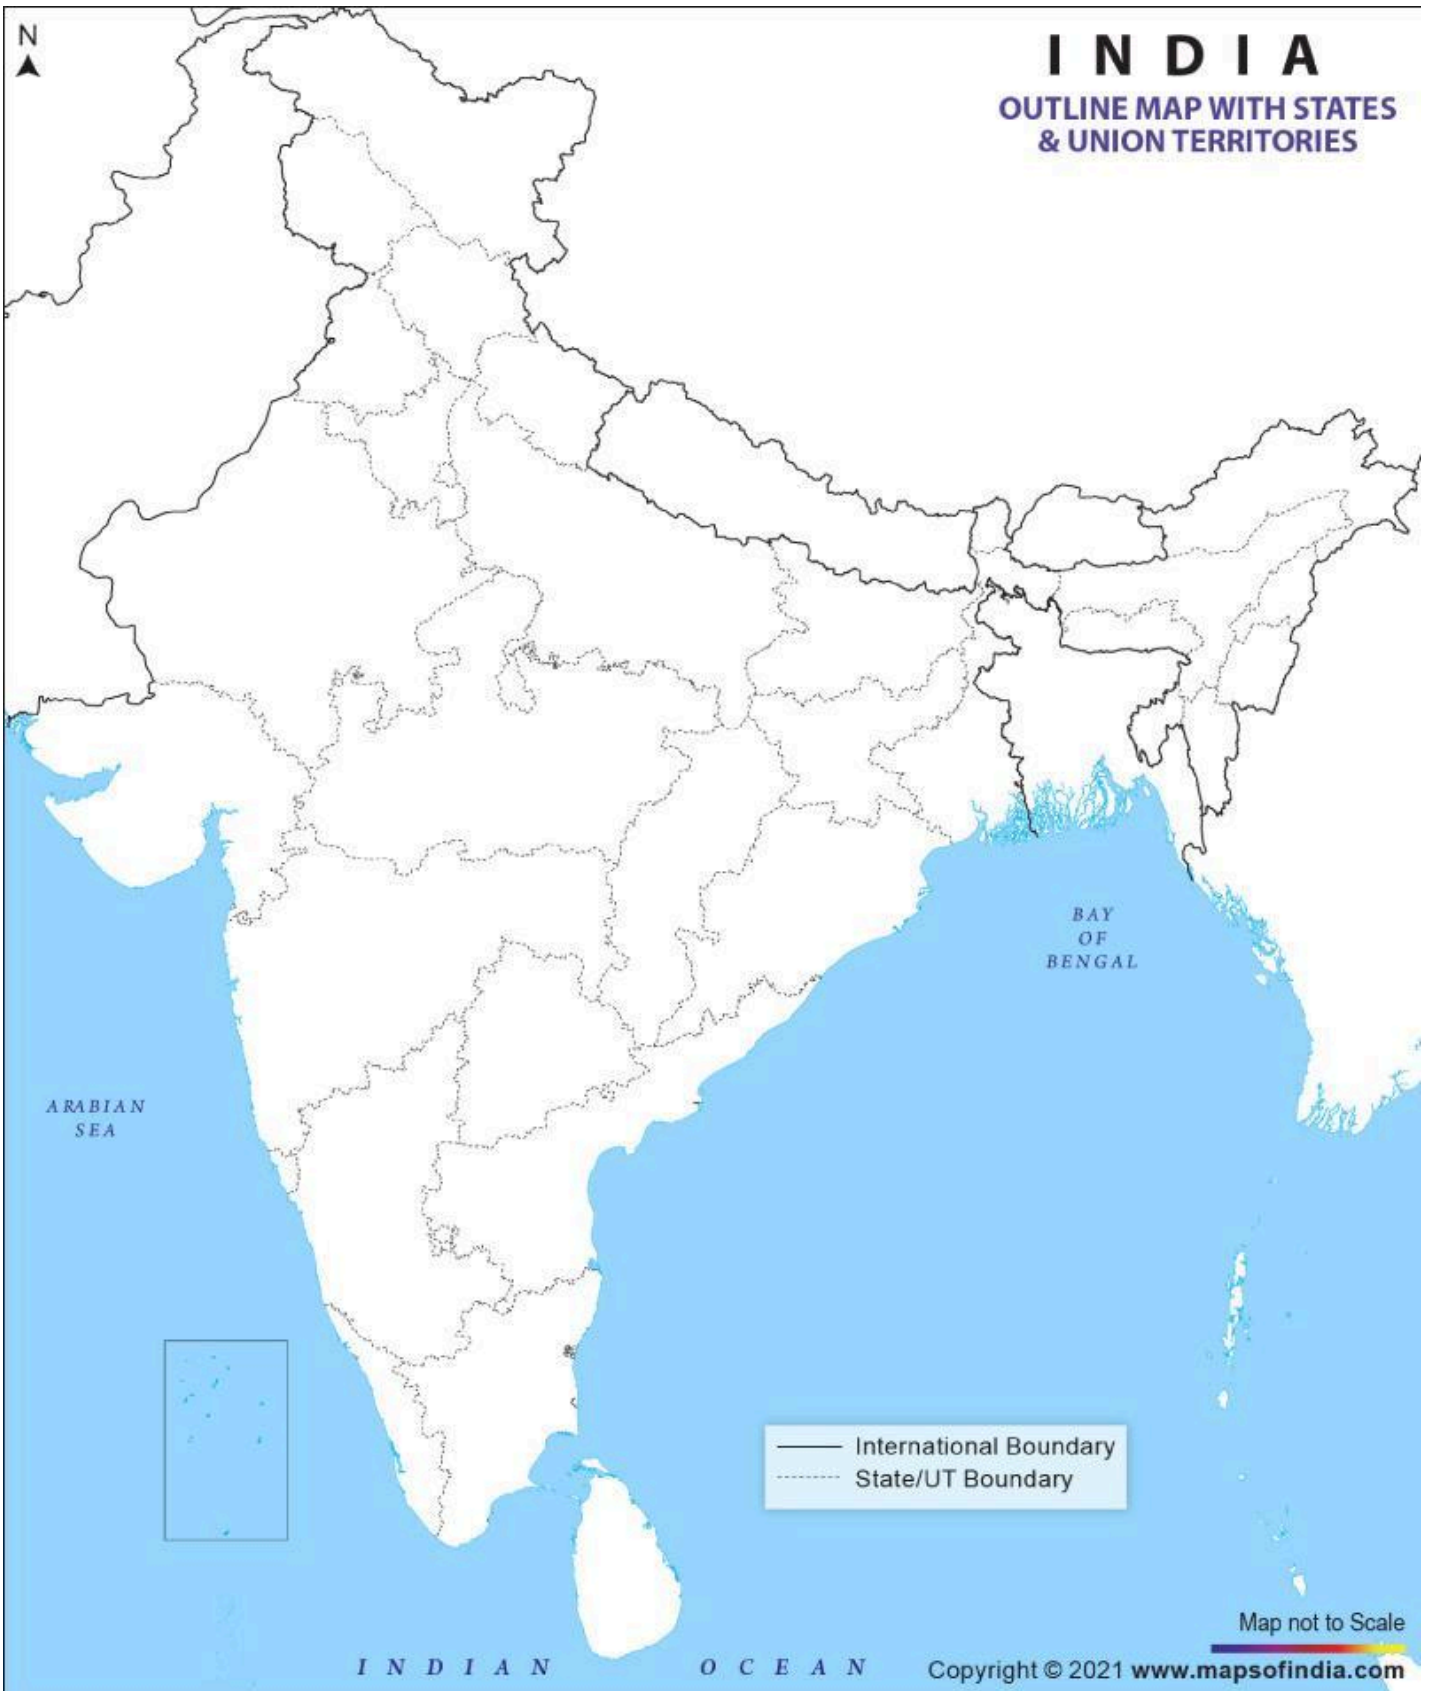 N
INDIA
OUTLINE MAP WITH STATES
& UNION TERRITORIES
BAY
OF
BENGAL
ARABIAN
SEA
International Boundary
State/UT Boundary
Map not to Scale
INDIAN OCEAN
Copyright © 2021 www.mapsofindia.com